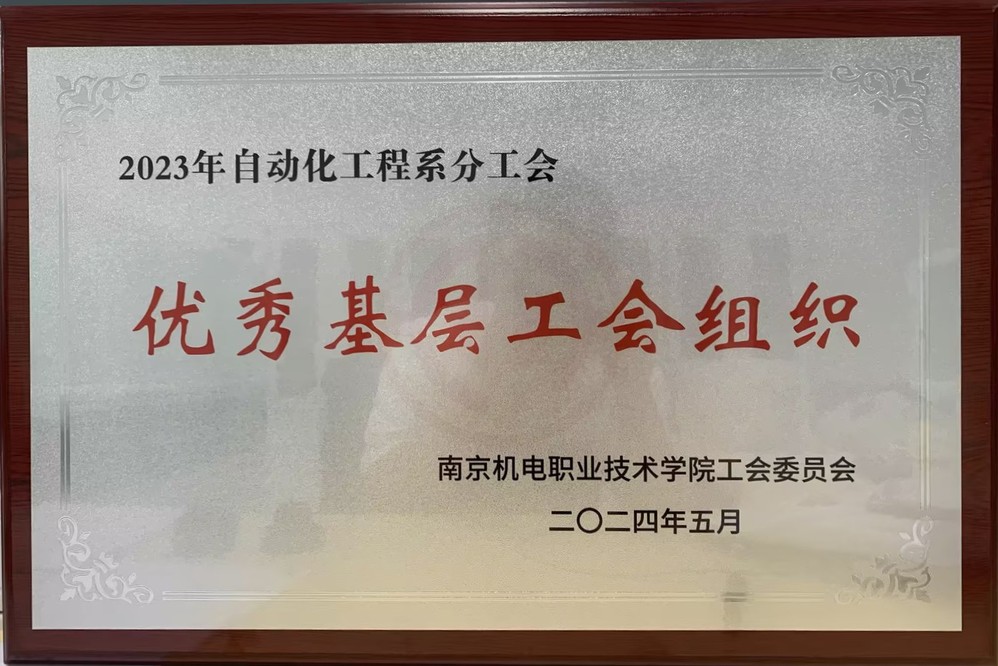 2023年自动化工程系分工会
优秀基层工会组织
南京机电职业技术学院工会委员会
二〇二四年五月